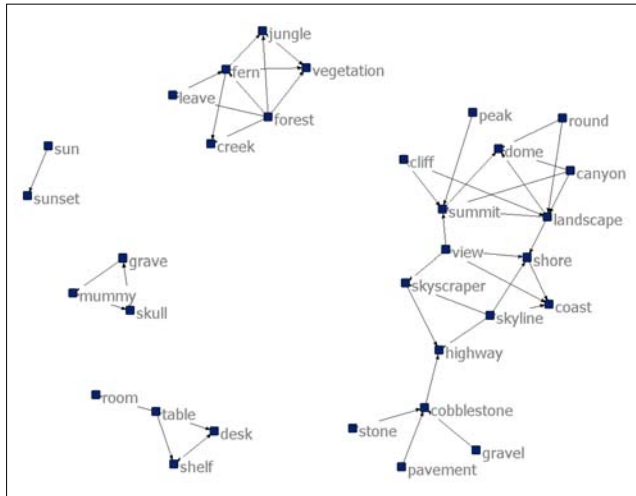 jungle
fern
vegetation
leave
forest
creek
peak
round
dome
cliff
canyon
sun
sunset
summit
landscape
view
shore
grave
mummy
skull
skyscraper
skyline
coast
highway
room
table
desk
shelf
cobblestone
stone
gravel
pavement